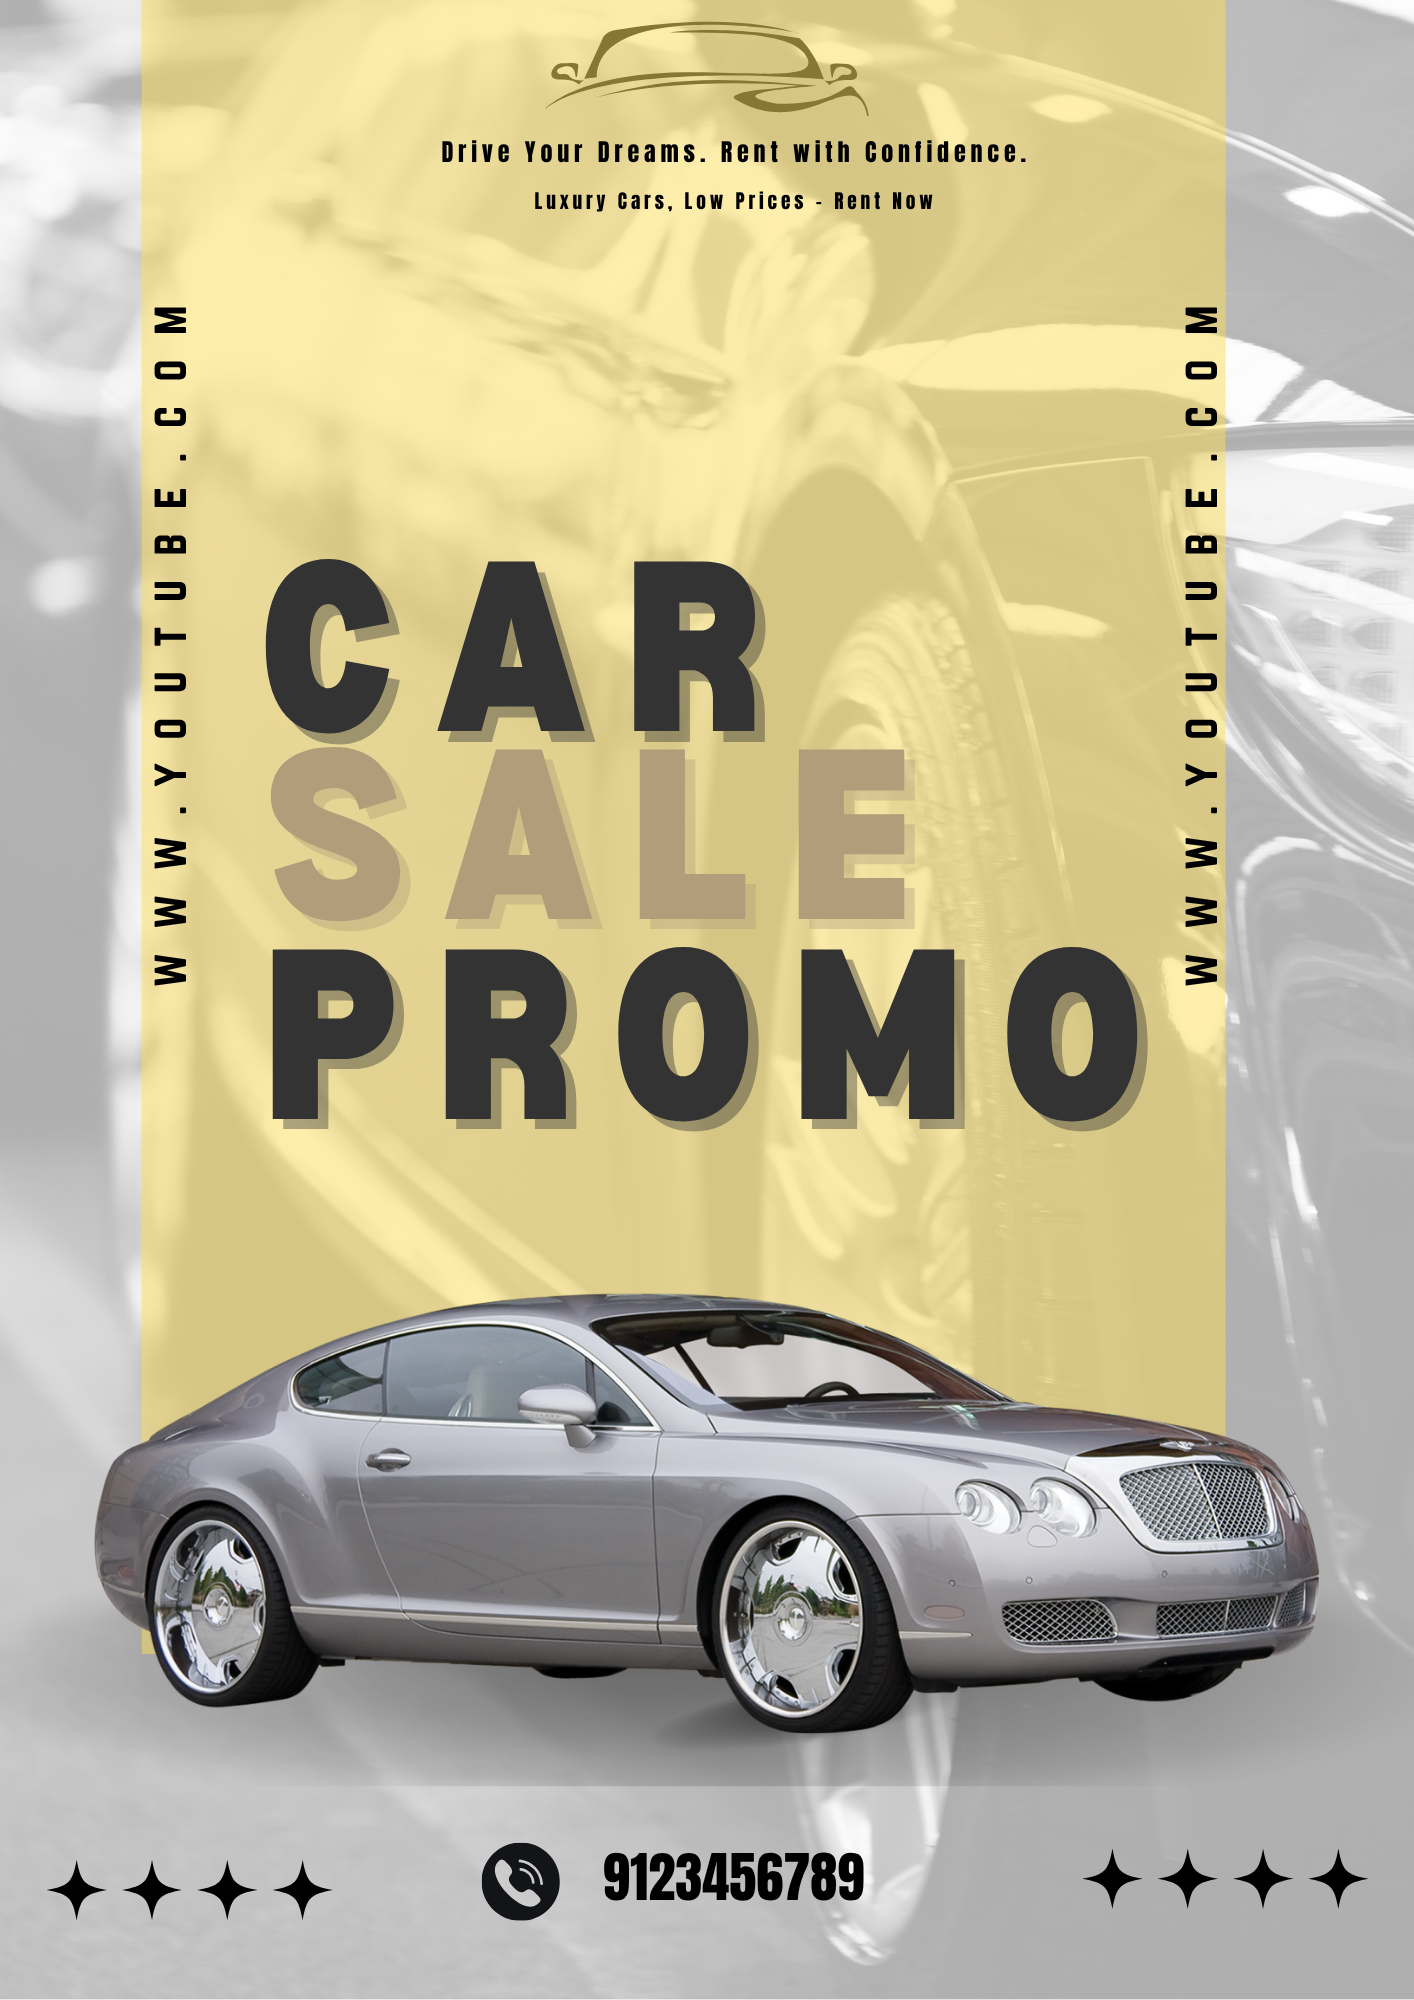 Drive Your Dreams. Rent with Confidence.
Luxury Cars, Low Prices - Rent Now
WWW.YOUTUBE.COM
WWW.YOUTUBE.COM
CAR
SALE
PROMO
9123456789